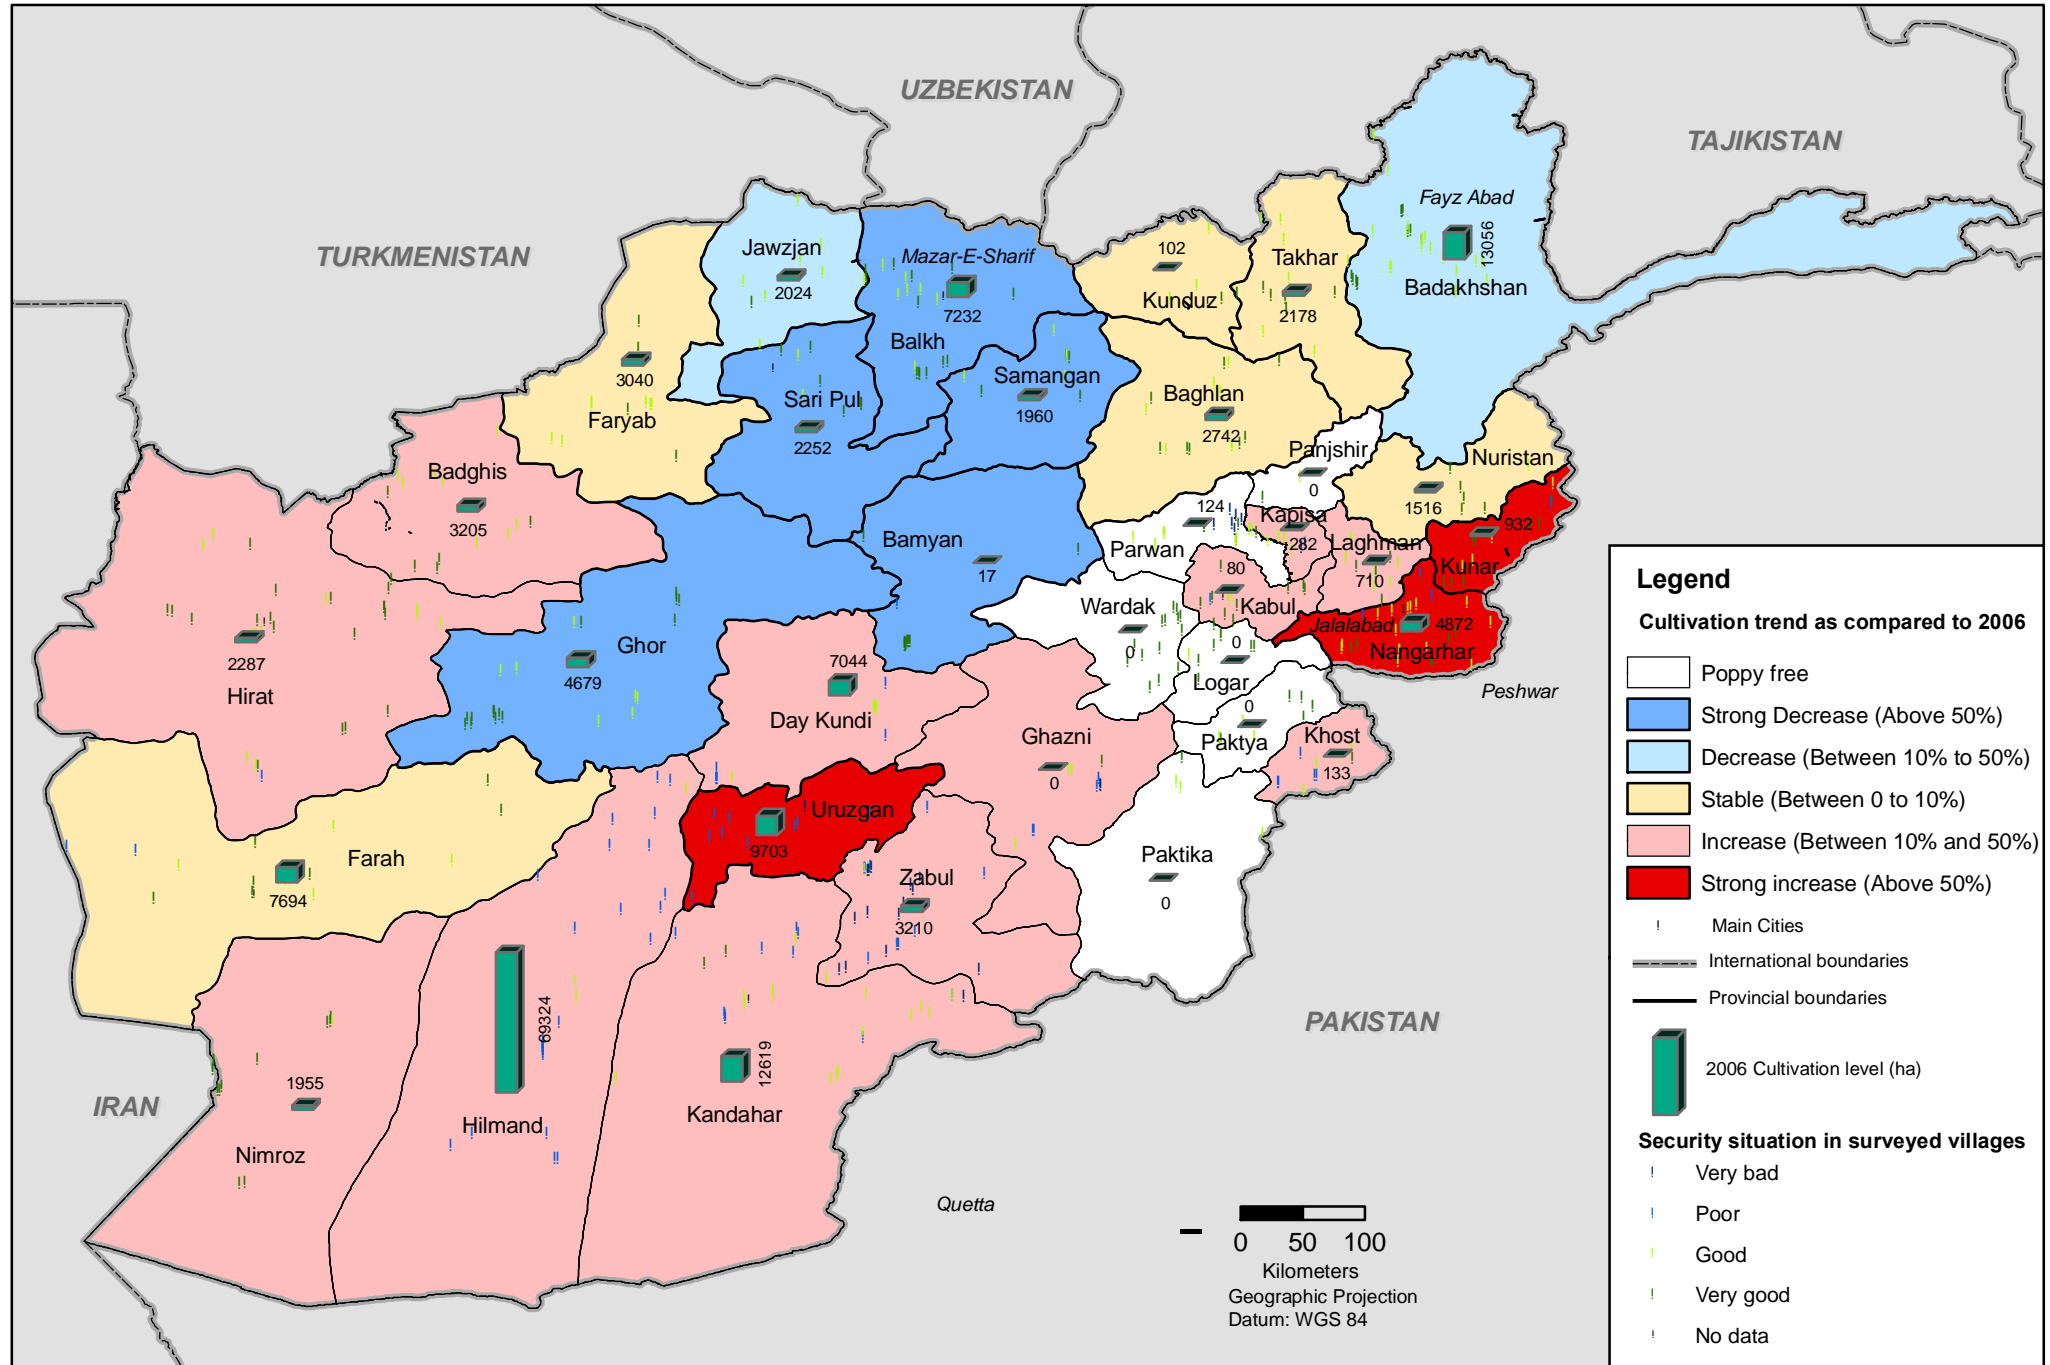 UZBEKISTAN
TAJIKISTAN
TURKMENISTAN
Fayz Abad
13056
Badakhshan
Jawzjan
2024
Mazar-E-Sharif
7232
Balkh
102
Kunduz
Takhar
2178
3040
Faryab
Sari Pul
2252
Samangan
1960
Baghlan
2742
Panjshir
0
Nuristan
1516
Badghis
3205
124
Parwan
Kapisa
282
Laghman
710
932
Kunar
Bamyan
17
80
Kabul
Wardak
0
Jalalabad
4872
Nangarhar
Peshwar
0
Logar
0
Paktya
Khost
133
2287
Hirat
Ghor
4679
7044
Day Kundi
Ghazni
0
Uruzgan
9703
Farah
7694
Zabul
3210
Paktika
0
PAKISTAN
69324
Hilmand
12619
Kandahar
IRAN
1955
Nimroz
Quetta
0 50 100
Kilometers
Geographic Projection
Datum: WGS 84
Legend
Cultivation trend as compared to 2006
Poppy free
Strong Decrease (Above 50%)
Decrease (Between 10% to 50%)
Stable (Between 0 to 10%)
Increase (Between 10% and 50%)
Strong increase (Above 50%)
Main Cities
International boundaries
Provincial boundaries
2006 Cultivation level (ha)
Security situation in surveyed villages
Very bad
Poor
Good
Very good
No data